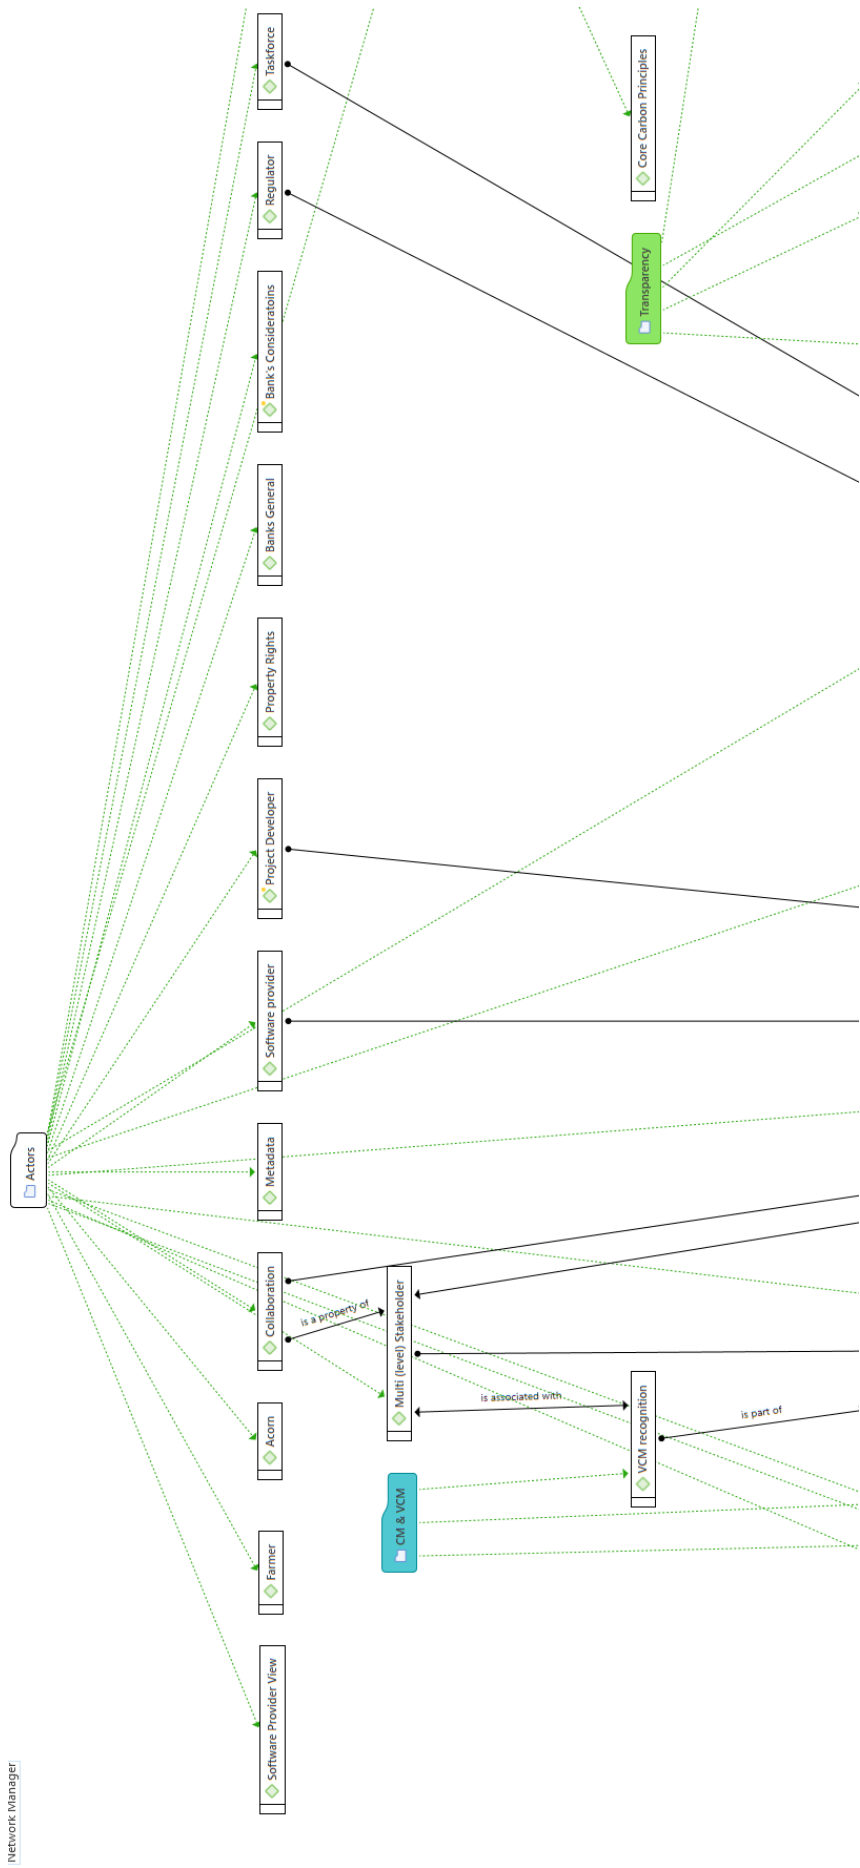 Network Manager
Actors
Software Provider View
Farmer
Acorn
Collaboration
Metadata
Software provider
Project Developer
Property Rights
Banks General
Bank's Consideratoins
Regulator
Taskforce
is a property of
CM & VCM
Multi (level) Stakeholder
is associated with
VCM recognition
Transparency
Core Carbon Principles
is part of